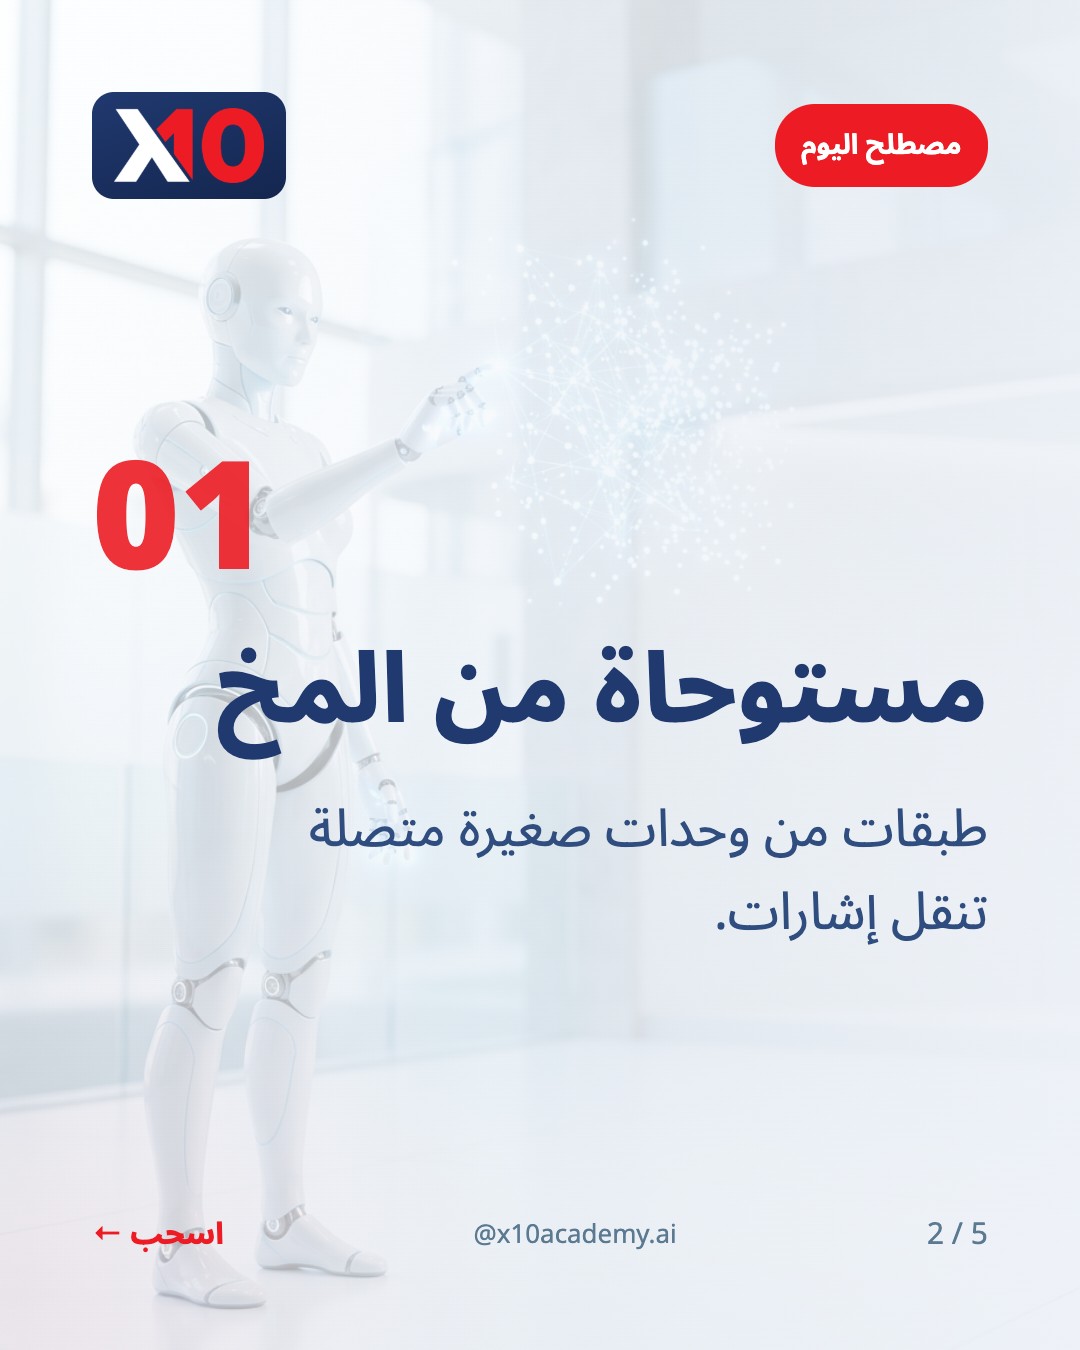 X10
مصطلح اليوم
01
مستوحاة من المخ
طبقات من وحدات صغيرة متصلة
تنقل إشارات.
اسحب ←
@x10academy.ai
2 / 5